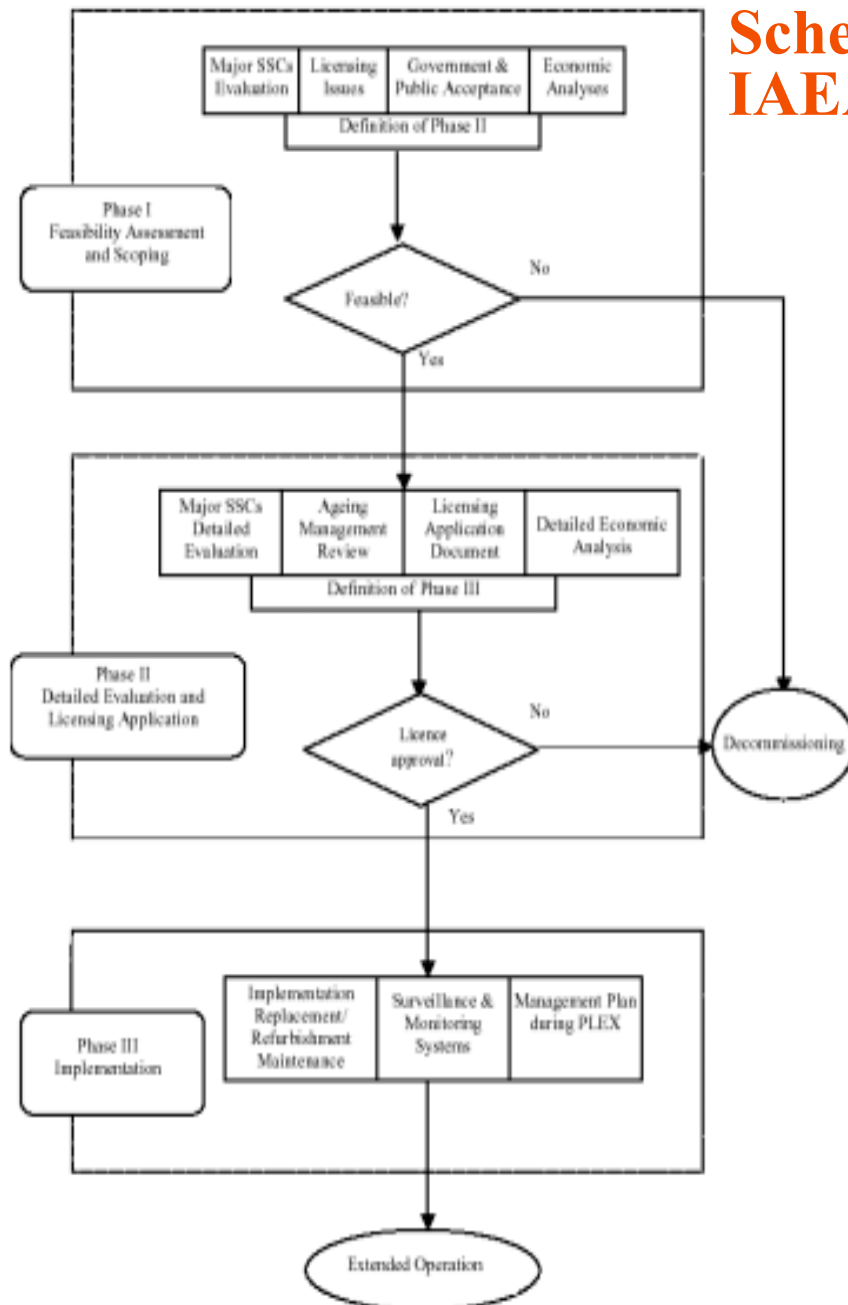 Sche
IAEA
Major SSCs
Evaluation
Licensing
Issues
Government &
Public Acceptance
Economic
Analyses
Definition of Phase II
Phase I
Feasibility Assessment
and Scoping
Feasible?
No
Yes
Major SSCs
Detailed
Evaluation
Ageing
Management
Review
Licensing
Application
Document
Detailed Economic
Analysis
Definition of Phase III
Phase II
Detailed Evaluation and
Licensing Application
Licence
approval?
No
Decommissioning
Yes
Implementation
Replacement/
Refurbishment
Maintenance
Surveillance &
Monitoring
Systems
Management Plan
during PLEX
Phase III
Implementation
Extended Operation